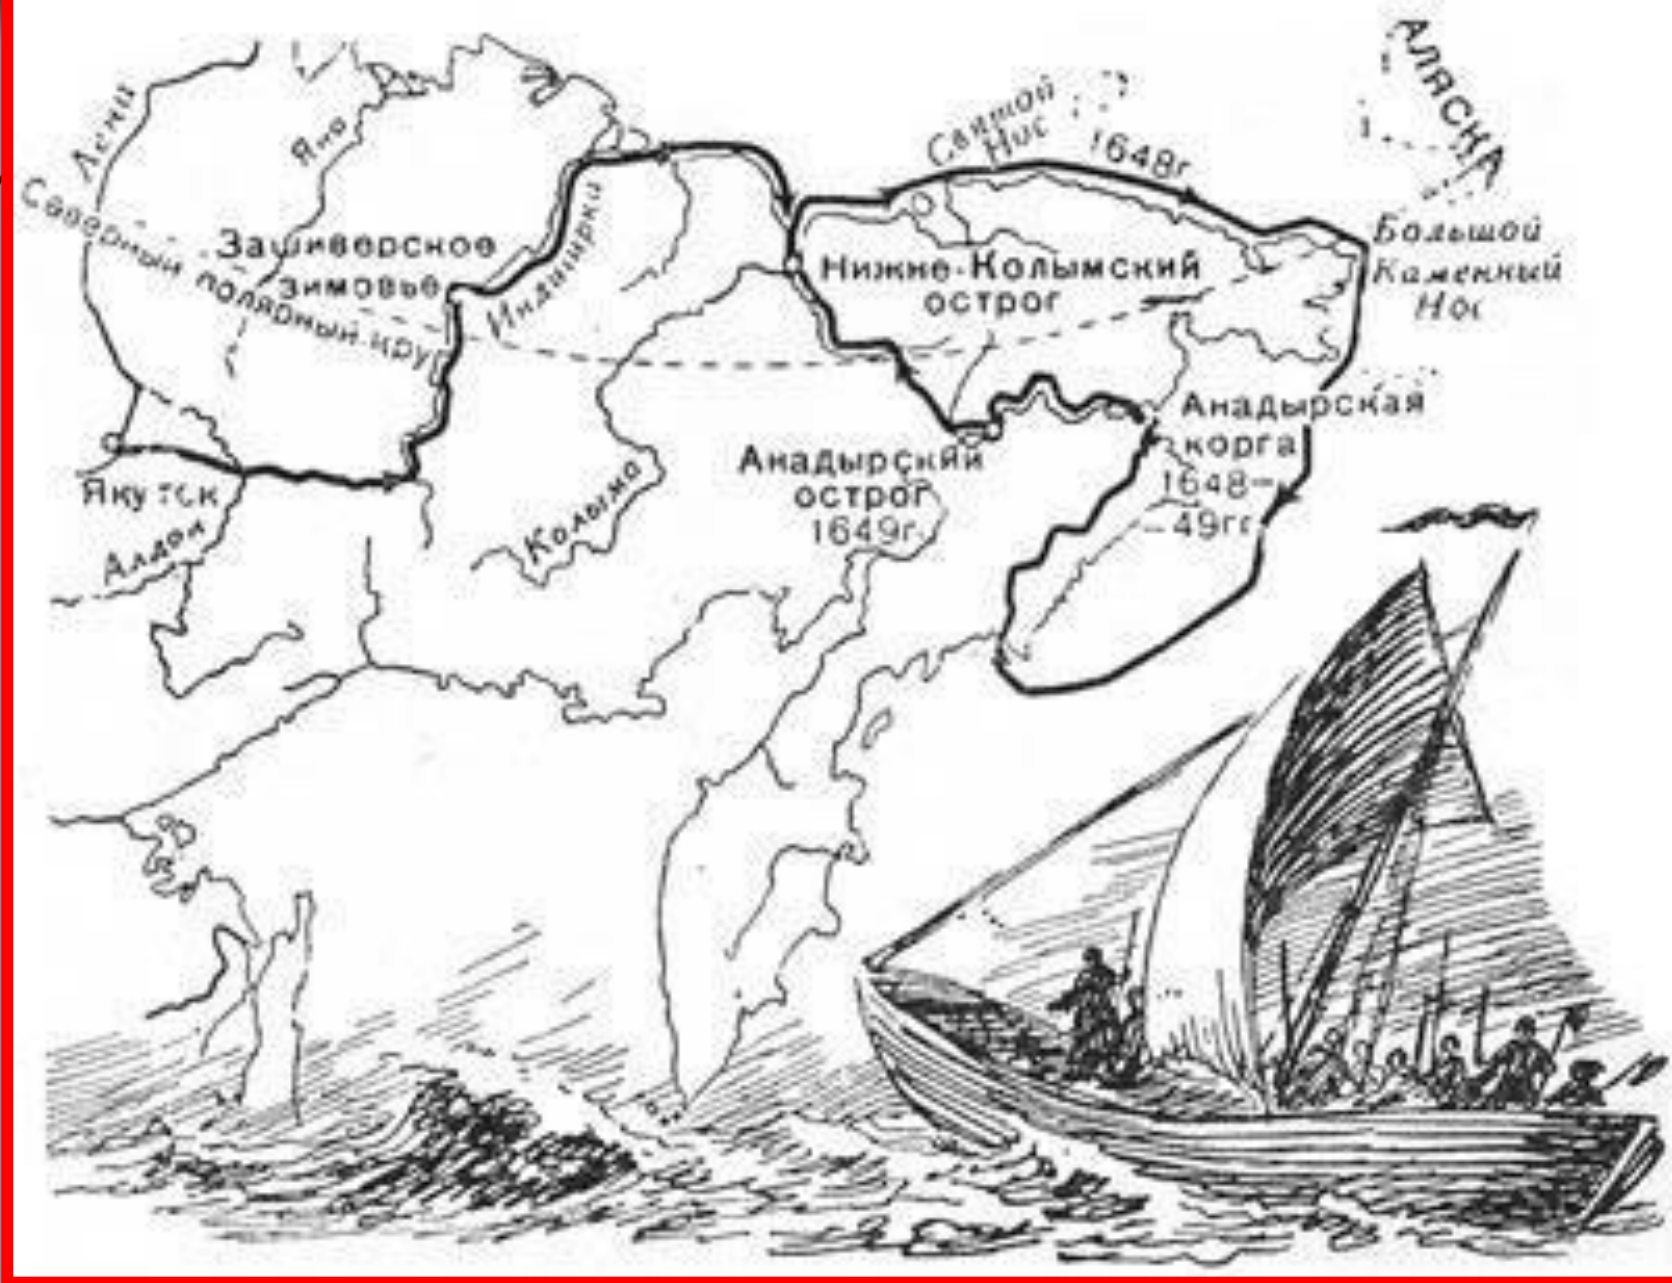 АЛЯСКА
Лена
Яна
Святой
Нос
1648г.
Северный полярный круг
Зашиверское
зимовье
Индигирка
Нижне-Колымский
острог
Большой
Каменный
Нос
Анадырская
корга
1648-
-49гг
Анадырский
острог
1649г.
Колыма
Якутск
Алдан